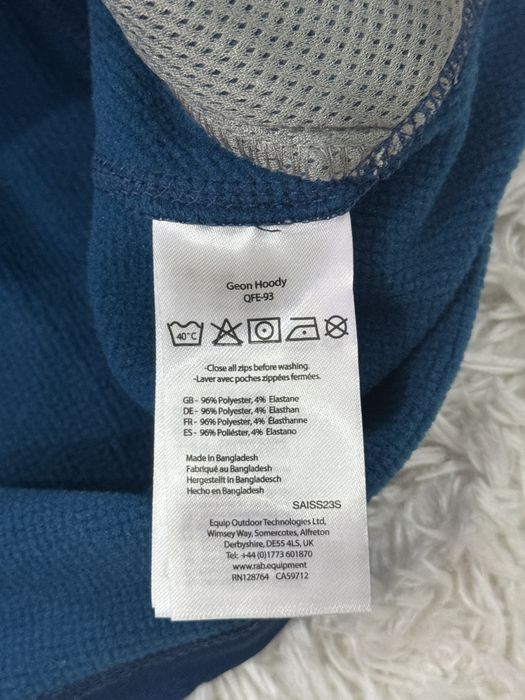 Geon Hoody
QFE-93
40°C
-Close all zips before washing.
-Laver avec poches zippées fermées.
GB - 96% Polyester, 4% Elastane
DE - 96% Polyester, 4% Elasthan
FR - 96% Polyester, 4% Elasthanne
ES - 96% Poliéster, 4% Elastano
Made in Bangladesh
Fabriqué au Bangladesh
Hergestellt in Bangladesch
Hecho en Bangladesh
SAISS23S
Equip Outdoor Technologies Ltd,
Wimsey Way, Somercotes, Alfreton
Derbyshire, DE55 4LS, UK
Tel: +44 (0)1773 601870
www.rab.equipment
RN128764 CA59712